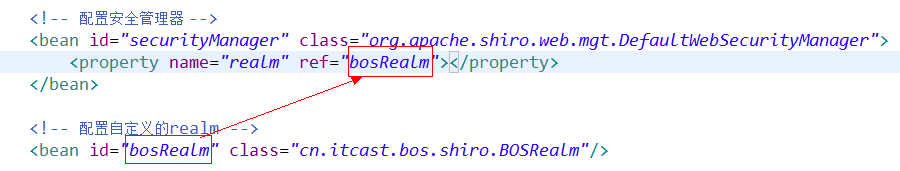 <!-- 配置安全管理器 -->
<bean id="securityManager" class="org.apache.shiro.web.mgt.DefaultWebSecurityManager">
<property name="realm" ref="bosRealm"></property>
</bean>
<!-- 配置自定义的realm -->
<bean id="bosRealm" class="cn.itcast.bos.shiro.BOSRealm"/>